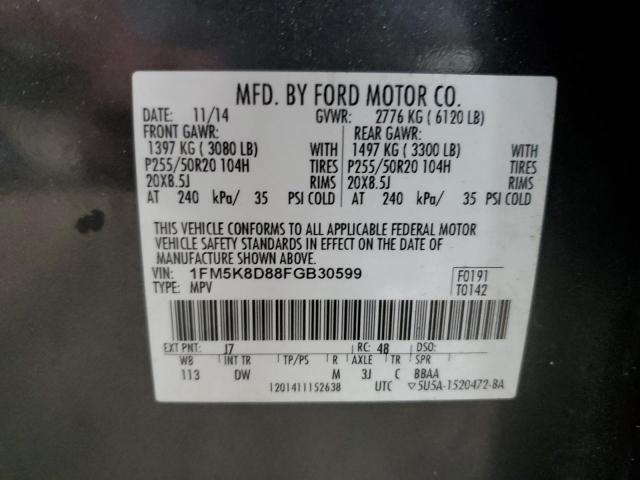 MFD. BY FORD MOTOR CO.
DATE: 11/14 GVWR: 2776 KG ( 6120 LB)
FRONT GAWR: REAR GAWR:
1397 KG ( 3080 LB) WITH 1497 KG ( 3300 LB) WITH
P255/50R20 104H TIRES P255/50R20 104H TIRES
20X8.5J RIMS 20X8.5J RIMS
AT 240 kPa/ 35 PSI COLD AT 240 kPa/ 35 PSI COLD
THIS VEHICLE CONFORMS TO ALL APPLICABLE FEDERAL MOTOR
VEHICLE SAFETY STANDARDS IN EFFECT ON THE DATE OF
MANUFACTURE SHOWN ABOVE.
VIN: 1FM5K8D88FGB30599 F0191
TYPE: MPV T0142
EXT PNT: J7 RC: 48 DSO:
WB INT TR TP/PS R AXLE TR SPR
113 DW M 3J C BBAA
1201411152638 UTC ▽5U5A-1520472-BA